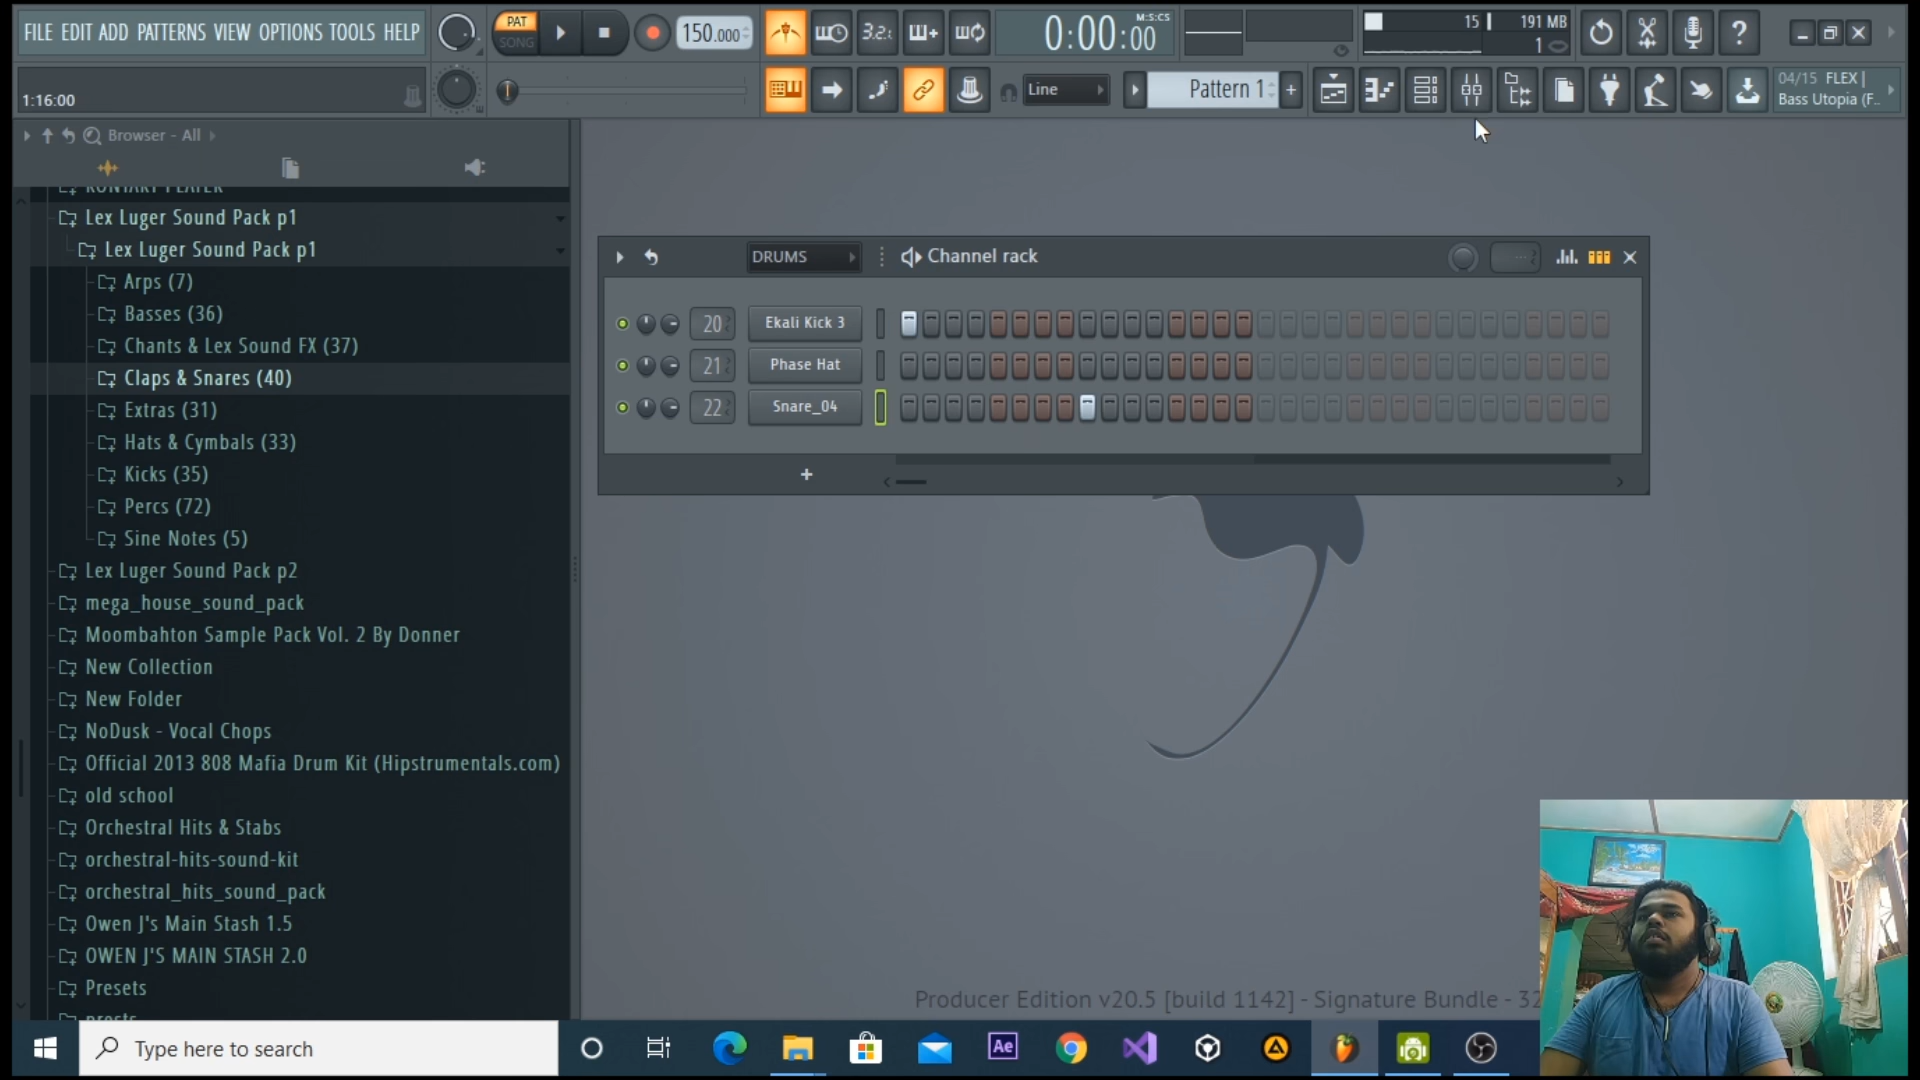 FILE EDIT ADD PATTERNS VIEW OPTIONS TOOLS HELP
PAT
SONG
150.000
3.2.
0:00:00
M:S:CS
15
191 MB
1
1:16:00
Line
Pattern 1
+
04/15 FLEX |
Bass Utopia (F..
Browser - All
Lex Luger Sound Pack p1
Lex Luger Sound Pack p1
Arps (7)
Basses (36)
Chants & Lex Sound FX (37)
Claps & Snares (40)
Extras (31)
Hats & Cymbals (33)
Kicks (35)
Percs (72)
Sine Notes (5)
Lex Luger Sound Pack p2
mega_house_sound_pack
Moombahton Sample Pack Vol. 2 By Donner
New Collection
New Folder
NoDusk - Vocal Chops
Official 2013 808 Mafia Drum Kit (Hipstrumentals.com)
old school
Orchestral Hits & Stabs
orchestral-hits-sound-kit
orchestral_hits_sound_pack
Owen J's Main Stash 1.5
OWEN J'S MAIN STASH 2.0
Presets
DRUMS
Channel rack
20
Ekali Kick 3
21
Phase Hat
22
Snare_04
+
Producer Edition v20.5 [build 1142] - Signature Bundle - 32
Type here to search
Ae